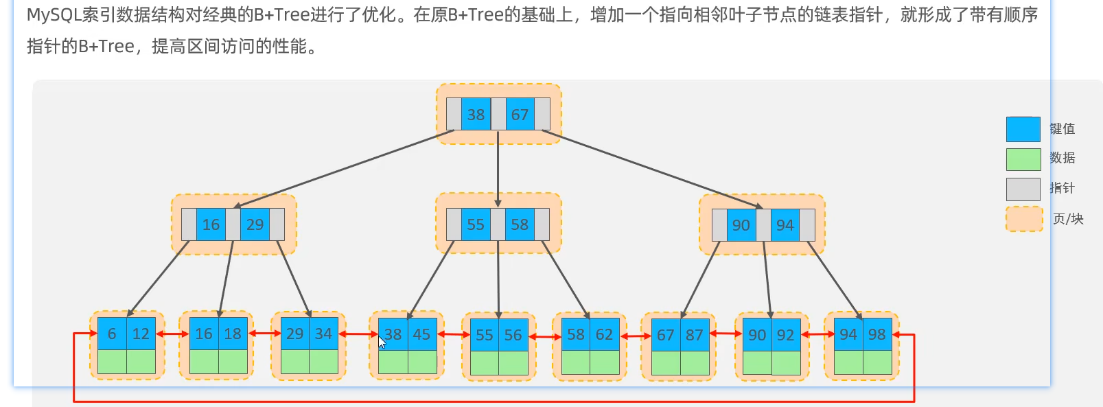 MySQL索引数据结构对经典的B+Tree进行了优化。在原B+Tree的基础上，增加一个指向相邻叶子节点的链表指针，就形成了带有顺序
指针的B+Tree，提高区间访问的性能。
38 67
键值
数据
指针
页/块
16 29
55 58
90 94
6 12
16 18
29 34
38 45
55 56
58 62
67 87
90 92
94 98